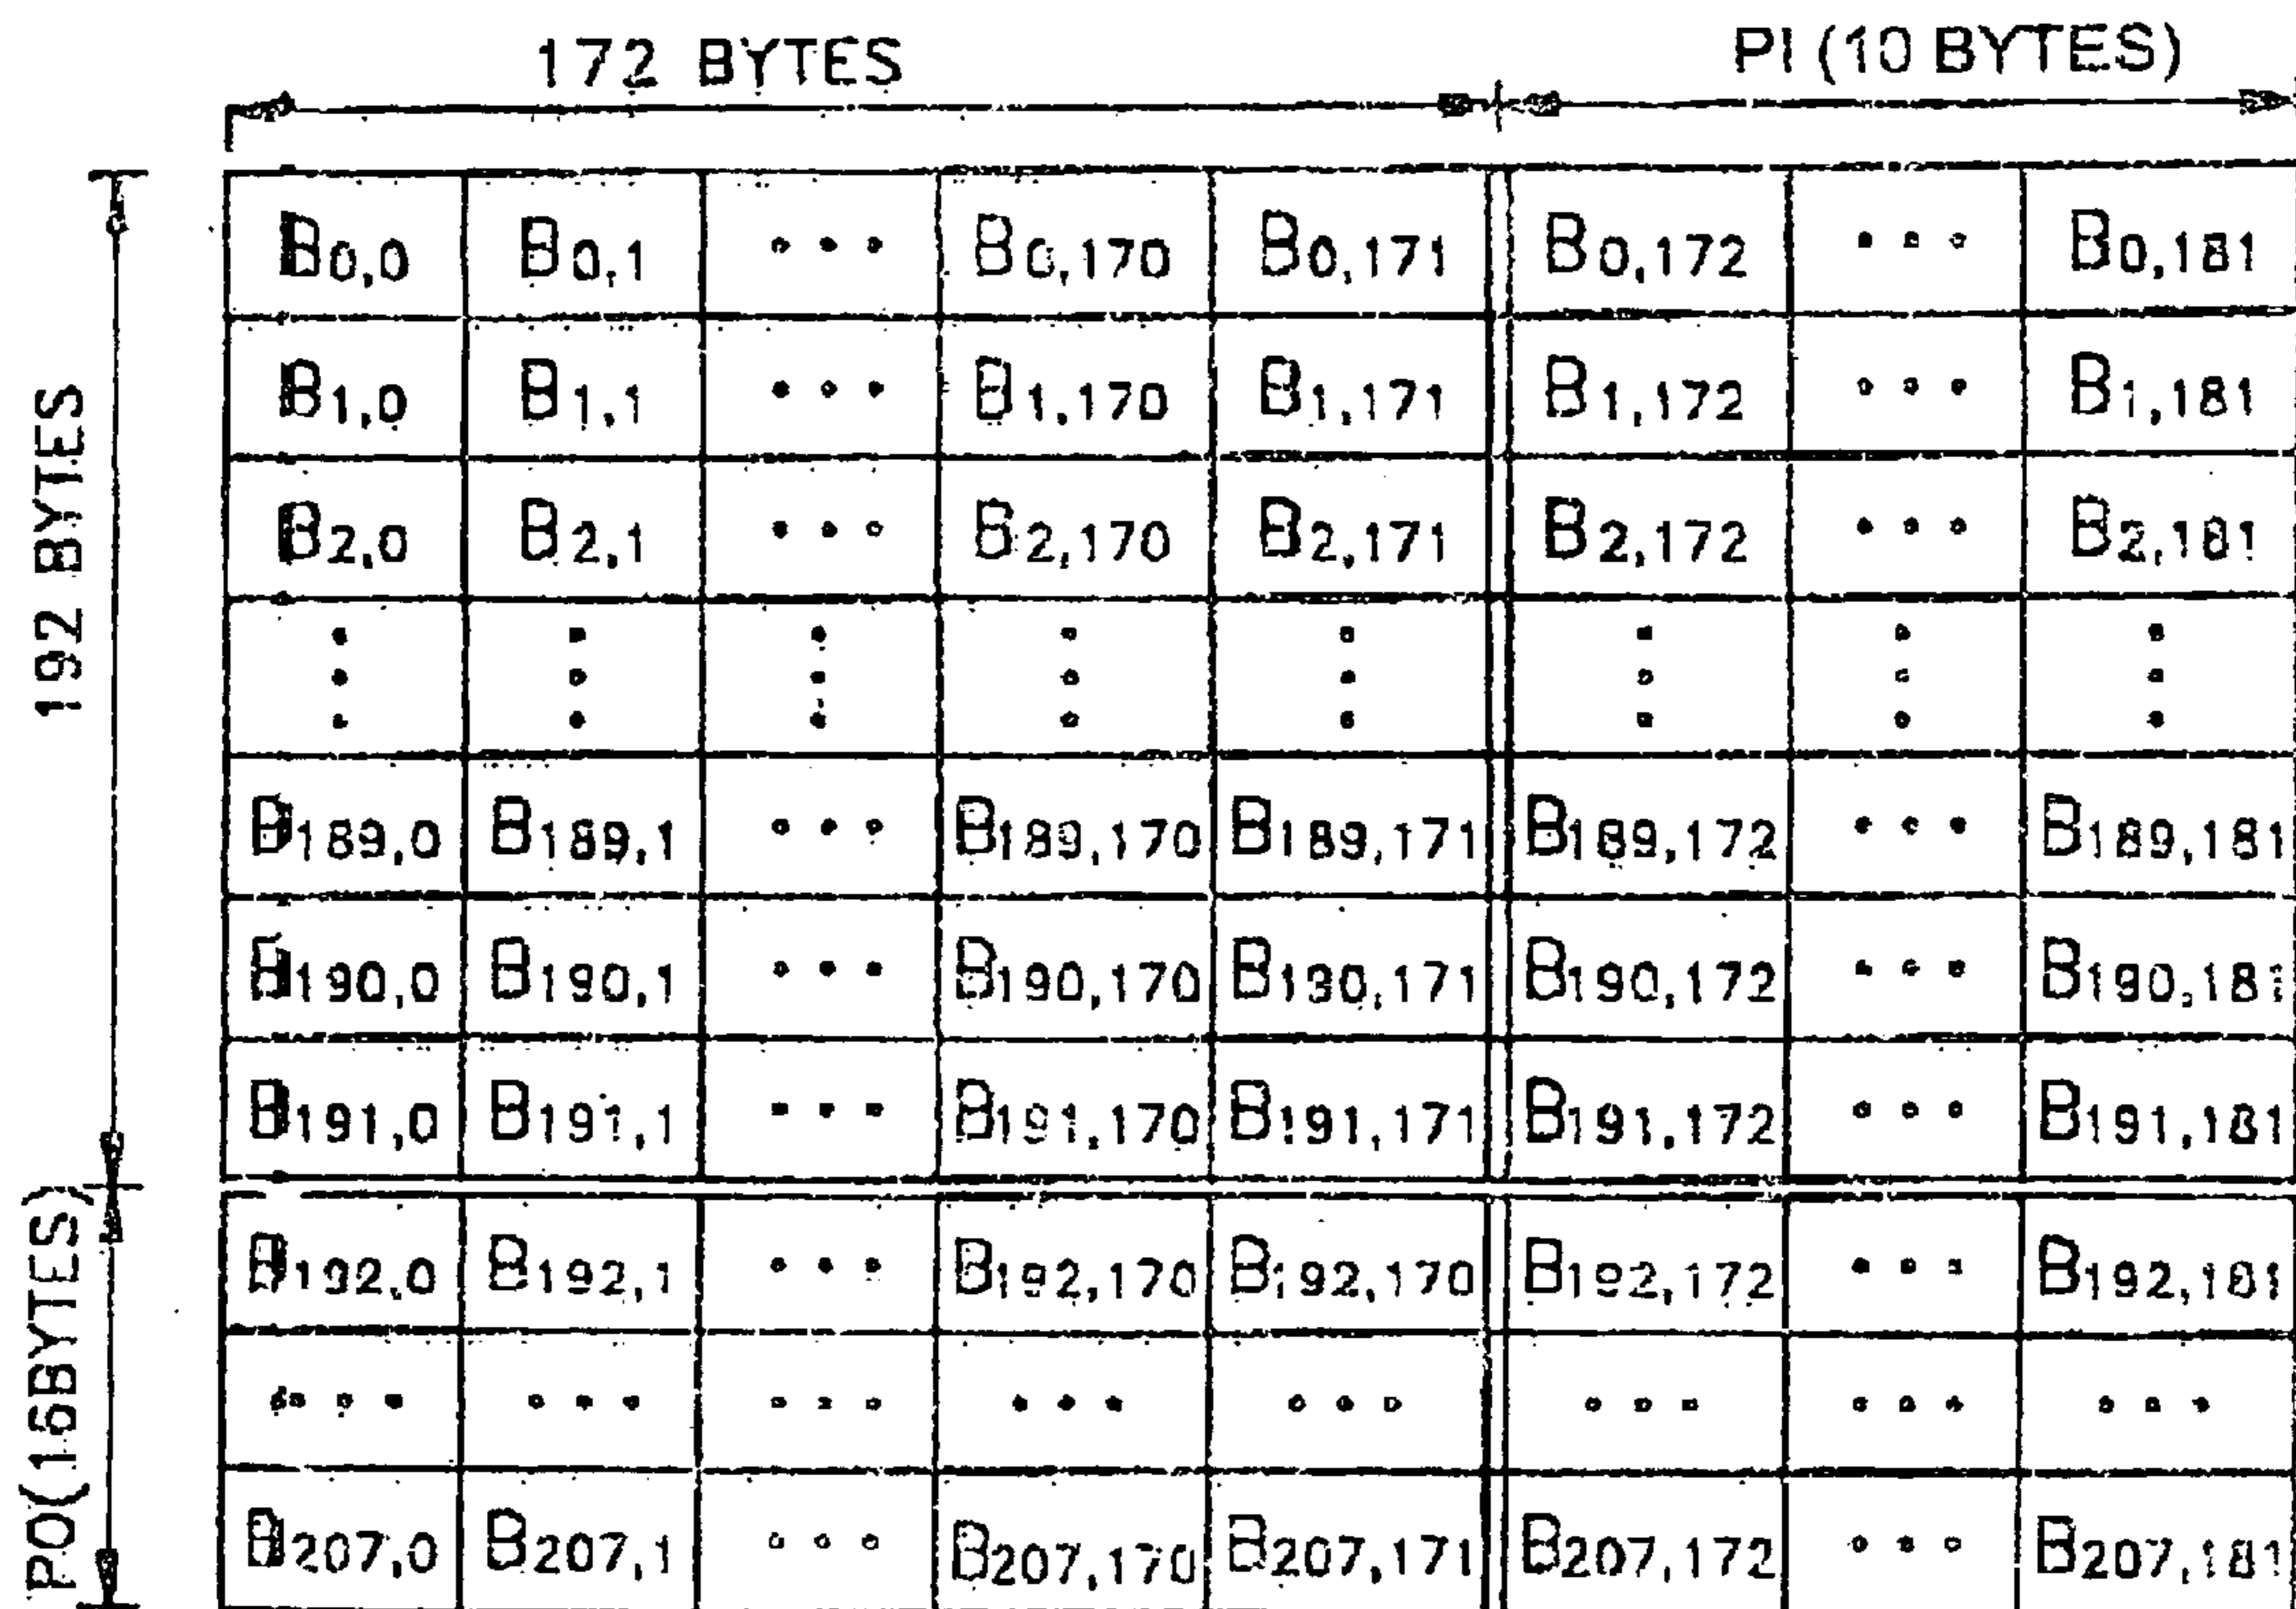 172 BYTES PI (10 BYTES)
192 BYTES
PO(16BYTES)
B0,0 B0,1 • • • B0,170 B0,171 B0,172 • • • B0,181
B1,0 B1,1 • • • B1,170 B1,171 B1,172 • • • B1,181
B2,0 B2,1 • • • B2,170 B2,171 B2,172 • • • B2,181
B189,0 B189,1 • • • B189,170 B189,171 B189,172 • • • B189,181
B190,0 B190,1 • • • B190,170 B190,171 B190,172 • • • B190,181
B191,0 B191,1 • • • B191,170 B191,171 B191,172 • • • B191,181
B192,0 B192,1 • • • B192,170 B192,170 B192,172 • • • B192,181
B207,0 B207,1 • • • B207,170 B207,171 B207,172 • • • B207,181